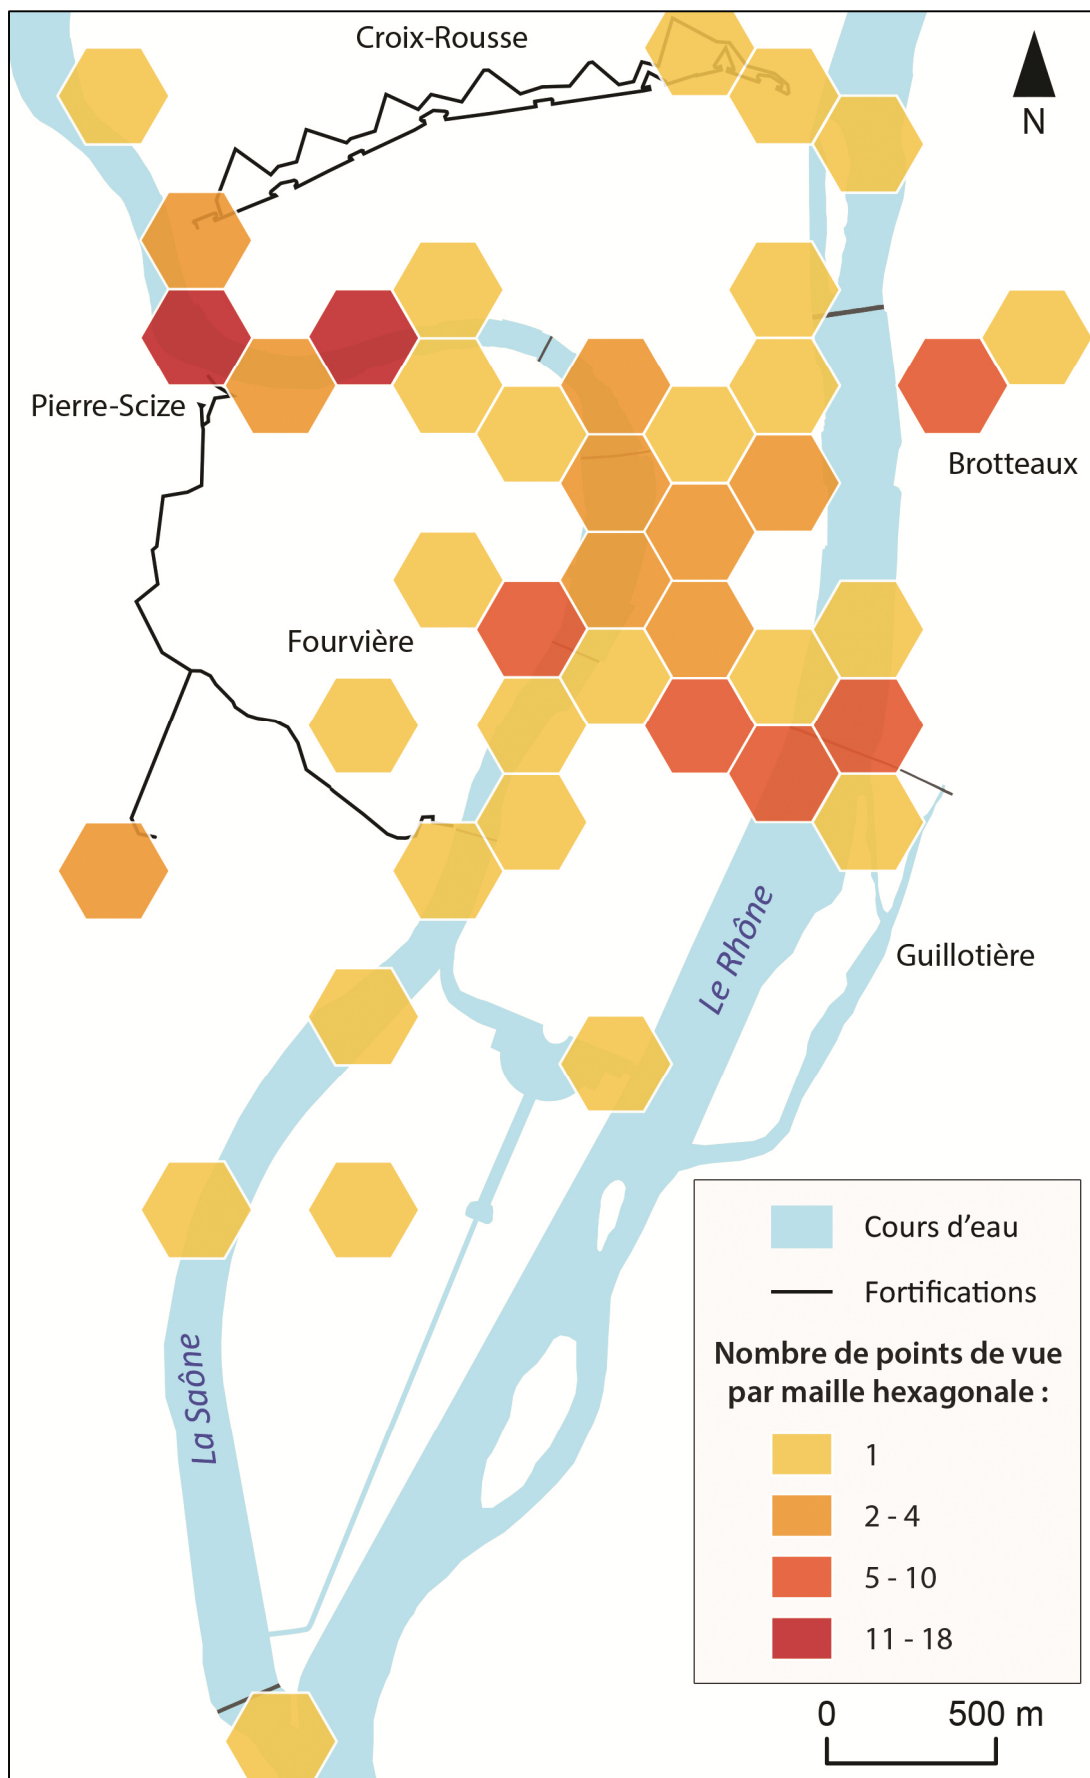 Croix-Rousse
N
Pierre-Scize
Brotteaux
Fourvière
Le Rhône
Guillotière
La Saône
Cours d'eau
Fortifications
Nombre de points de vue
par maille hexagonale :
1
2 - 4
5 - 10
11 - 18
0 500 m